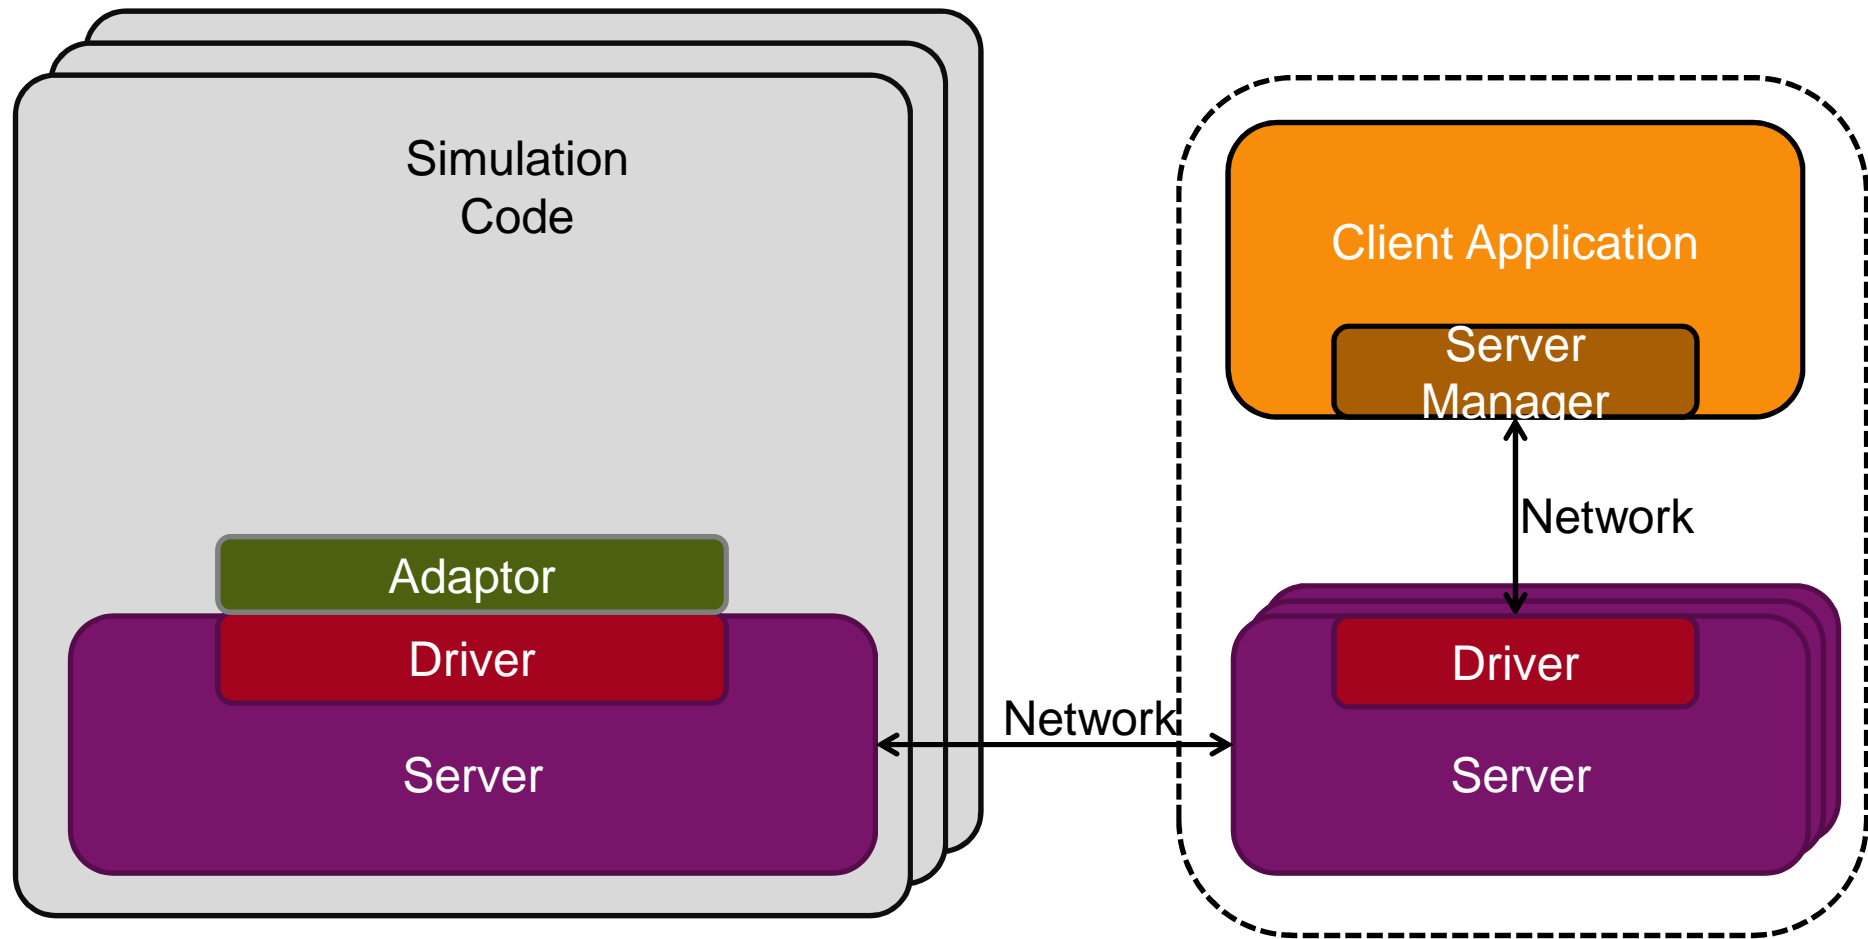 Simulation
Code
Adaptor
Driver
Server
Network
Client Application
Server
Manager
Network
Driver
Server